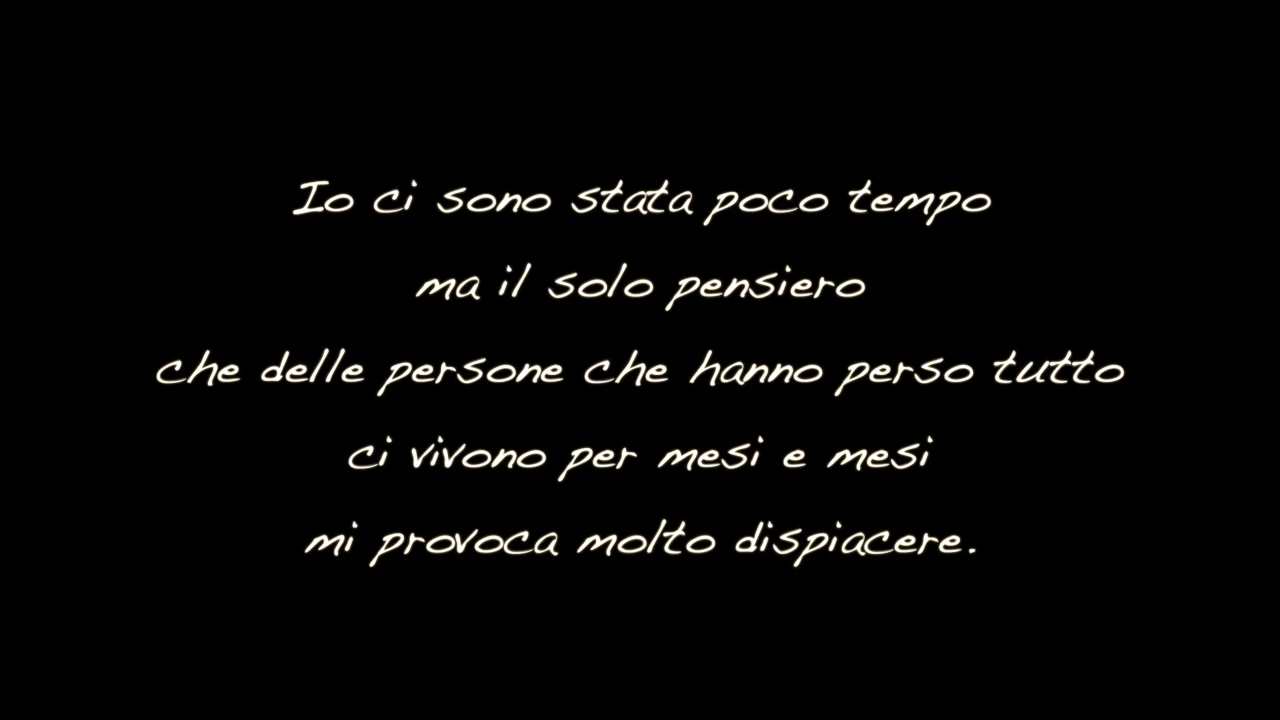 Io ci sono stata poco tempo
ma il solo pensiero
che delle persone che hanno perso tutto
ci vivono per mesi e mesi
mi provoca molto dispiacere.